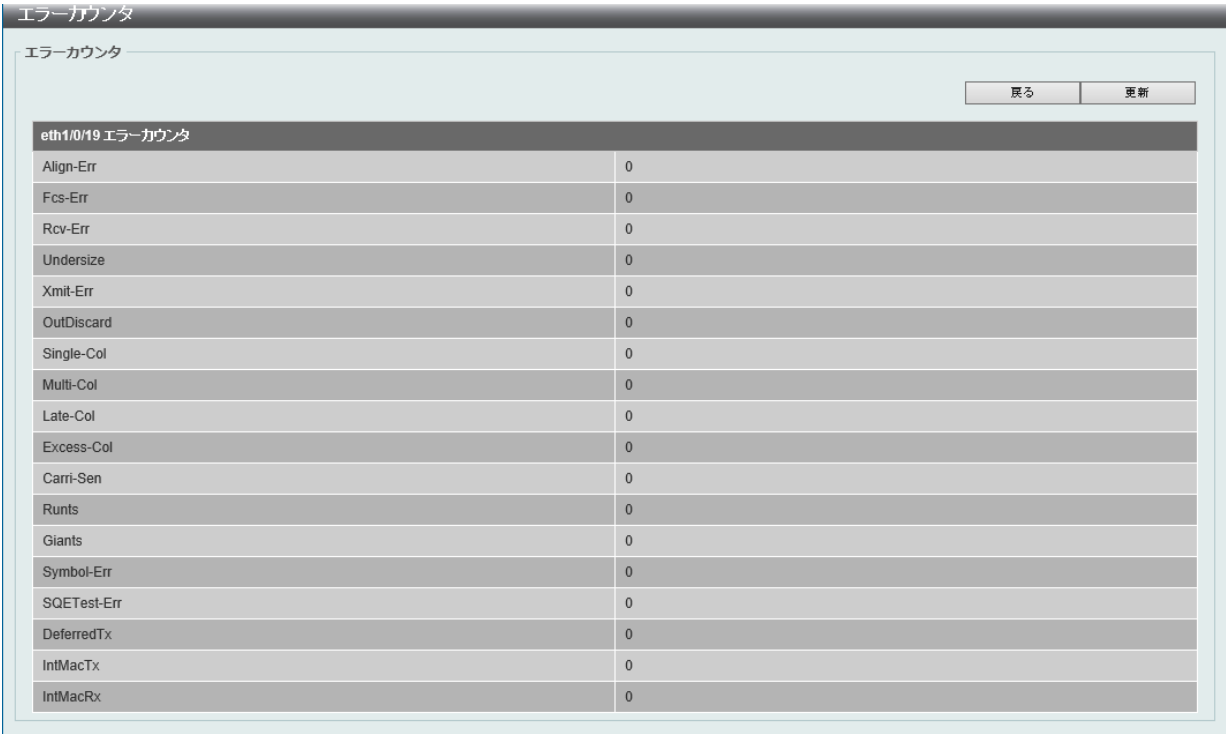 エラーカウンタ
エラーカウンタ
戻る 更新
eth1/0/19 エラーカウンタ
Align-Err 0
Fcs-Err 0
Rcv-Err 0
Undersize 0
Xmit-Err 0
OutDiscard 0
Single-Col 0
Multi-Col 0
Late-Col 0
Excess-Col 0
Carri-Sen 0
Runts 0
Giants 0
Symbol-Err 0
SQETest-Err 0
DeferredTx 0
IntMacTx 0
IntMacRx 0